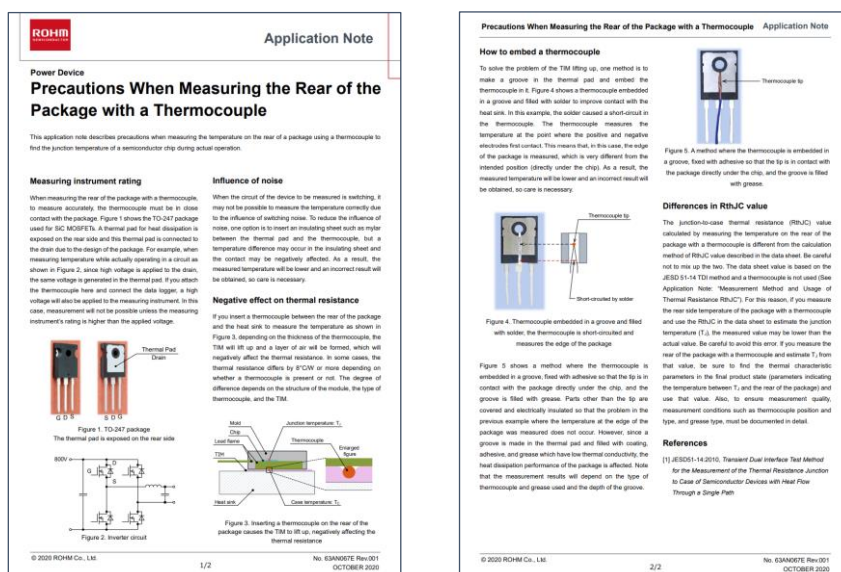 ROHM
SEMICONDUCTOR
Application Note
Power Device
Precautions When Measuring the Rear of the
Package with a Thermocouple
This application note describes precautions when measuring the temperature on the rear of a package using a thermocouple to
find the junction temperature of a semiconductor chip during actual operation.
Measuring instrument rating
When measuring the rear of the package with a thermocouple,
to measure accurately, the thermocouple must be in close
contact with the package. Figure 1 shows the TO-247 package
used for SiC MOSFETs. A thermal pad for heat dissipation is
exposed on the rear side and this thermal pad is connected to
the drain due to the design of the package. For example, when
measuring temperature while actually operating in a circuit as
shown in Figure 2, since high voltage is applied to the drain,
the same voltage is generated in the thermal pad. If you attach
the thermocouple here and connect the data logger, a high
voltage will also be applied to the measuring instrument. In this
case, measurement will not be possible unless the measuring
instrument's rating is higher than the applied voltage.
Thermal Pad
Drain
G D S
S D G
Figure 1. TO-247 package
The thermal pad is exposed on the rear side
800V
D
G
S
Figure 2. Inverter circuit
Influence of noise
When the circuit of the device to be measured is switching, it
may not be possible to measure the temperature correctly due
to the influence of switching noise. To reduce the influence of
noise, one option is to insert an insulating sheet such as mylar
between the thermal pad and the thermocouple, but a
temperature difference may occur in the insulating sheet and
the contact may be negatively affected. As a result, the
measured temperature will be lower and an incorrect result will
be obtained, so care is necessary.
Negative effect on thermal resistance
If you insert a thermocouple between the rear of the package
and the heat sink to measure the temperature as shown in
Figure 3, depending on the thickness of the thermocouple, the
TIM will lift up and a layer of air will be formed, which will
negatively affect the thermal resistance. In some cases, the
thermal resistance differs by 8°C/W or more depending on
whether a thermocouple is present or not. The degree of
difference depends on the structure of the module, the type of
thermocouple, and the TIM.
Mold
Chip
Lead frame
TIM
Heat sink
Junction temperature: TJ
Thermocouple
Enlarged
figure
Case temperature: TC
Figure 3. Inserting a thermocouple on the rear of the
package causes the TIM to lift up, negatively affecting the
thermal resistance
© 2020 ROHM Co., Ltd.
1/2
No. 63AN067E Rev.001
OCTOBER 2020
Precautions When Measuring the Rear of the Package with a Thermocouple
Application Note
How to embed a thermocouple
To solve the problem of the TIM lifting up, one method is to
make a groove in the thermal pad and embed the
thermocouple in it. Figure 4 shows a thermocouple embedded
in a groove and filled with solder to improve contact with the
heat sink. In this example, the solder caused a short-circuit in
the thermocouple. The thermocouple measures the
temperature at the point where the positive and negative
electrodes first contact. This means that, in this case, the edge
of the package is measured, which is very different from the
intended position (directly under the chip). As a result, the
measured temperature will be lower and an incorrect result will
be obtained, so care is necessary.
Thermocouple tip
Short-circuited by solder
Figure 4. Thermocouple embedded in a groove and filled
with solder, the thermocouple is short-circuited and
measures the edge of the package
Figure 5 shows a method where the thermocouple is
embedded in a groove, fixed with adhesive so that the tip is in
contact with the package directly under the chip, and the
groove is filled with grease. Parts other than the tip are
covered and electrically insulated so that the problem in the
previous example where the temperature at the edge of the
package was measured does not occur. However, since a
groove is made in the thermal pad and filled with coating,
adhesive, and grease which have low thermal conductivity, the
heat dissipation performance of the package is affected. Note
that the measurement results will depend on the type of
thermocouple and grease used and the depth of the groove.
Thermocouple tip
Figure 5. A method where the thermocouple is embedded in
a groove, fixed with adhesive so that the tip is in contact with
the package directly under the chip, and the groove is filled
with grease.
Differences in RthJC value
The junction-to-case thermal resistance (RthJC) value
calculated by measuring the temperature on the rear of the
package with a thermocouple is different from the calculation
method of RthJC value described in the data sheet. Be careful
not to mix up the two. The data sheet value is based on the
JESD 51-14 TDI method and a thermocouple is not used (See
Application Note: "Measurement Method and Usage of
Thermal Resistance RthJC"). For this reason, if you measure
the rear side temperature of the package with a thermocouple
and use the RthJC in the data sheet to estimate the junction
temperature (TJ), the measured value may be lower than the
actual value. Be careful to avoid this error. If you measure the
rear of the package with a thermocouple and estimate TJ from
that value, be sure to find the thermal characteristic
parameters in the final product state (parameters indicating
the temperature between TJ and the rear of the package) and
use that value. Also, to ensure measurement quality,
measurement conditions such as thermocouple position and
type, and grease type, must be documented in detail.
References
[1] JESD51-14:2010, Transient Dual Interface Test Method
for the Measurement of the Thermal Resistance Junction
to Case of Semiconductor Devices with Heat Flow
Through a Single Path
© 2020 ROHM Co., Ltd.
2/2
No. 63AN067E Rev.001
OCTOBER 2020